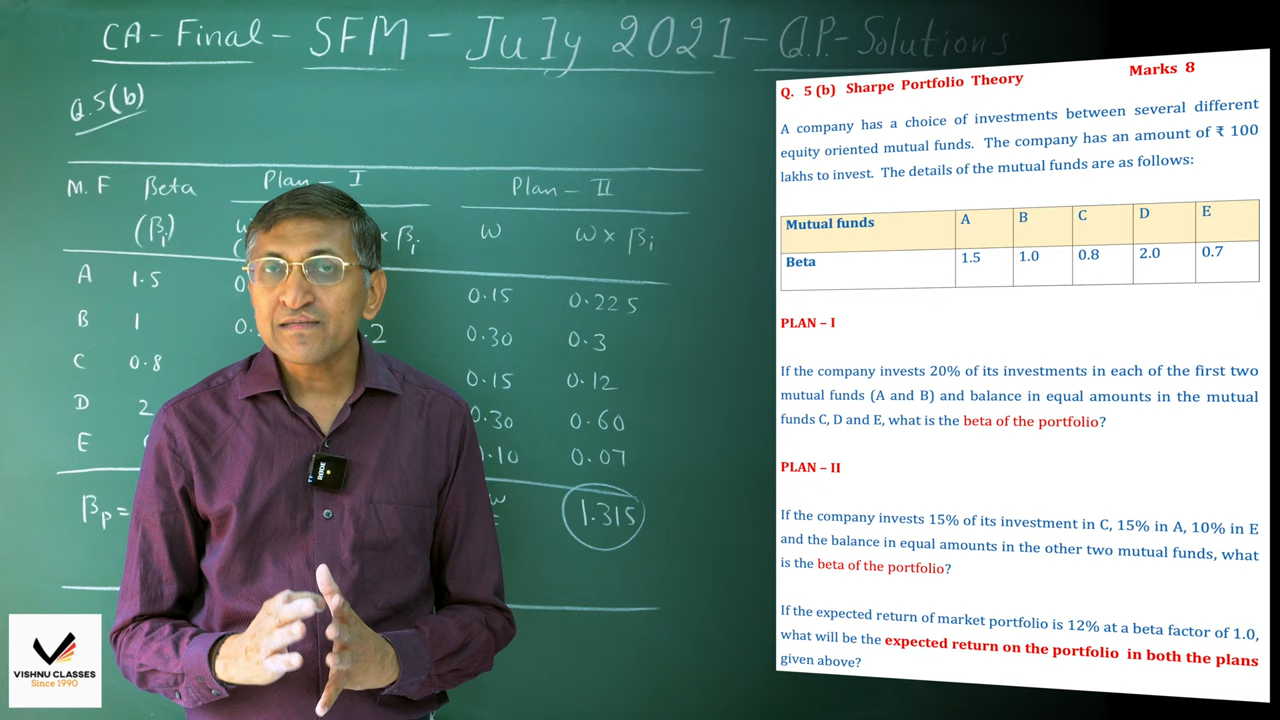 CA-Final-SFM-July 2021-Q.P.-Solutions
Q.5(b)
M.F Beta Plan-I Plan-II
(βi) × βi W W × βi
A 1.5 0.15 0.225
B 1 0. .2 0.30 0.3
C 0.8 0.15 0.12
D 2 0.30 0.60
E .10 0.07
βp= 1.315
RØDE
VISHNU CLASSES
Since 1990
Q. 5 (b) Sharpe Portfolio Theory Marks 8
A company has a choice of investments between several different
equity oriented mutual funds. The company has an amount of ₹ 100
lakhs to invest. The details of the mutual funds are as follows:
Mutual funds A B C D E
Beta 1.5 1.0 0.8 2.0 0.7
PLAN – I
If the company invests 20% of its investments in each of the first two
mutual funds (A and B) and balance in equal amounts in the mutual
funds C, D and E, what is the beta of the portfolio?
PLAN – II
If the company invests 15% of its investment in C, 15% in A, 10% in E
and the balance in equal amounts in the other two mutual funds, what
is the beta of the portfolio?
If the expected return of market portfolio is 12% at a beta factor of 1.0,
what will be the expected return on the portfolio in both the plans
given above?